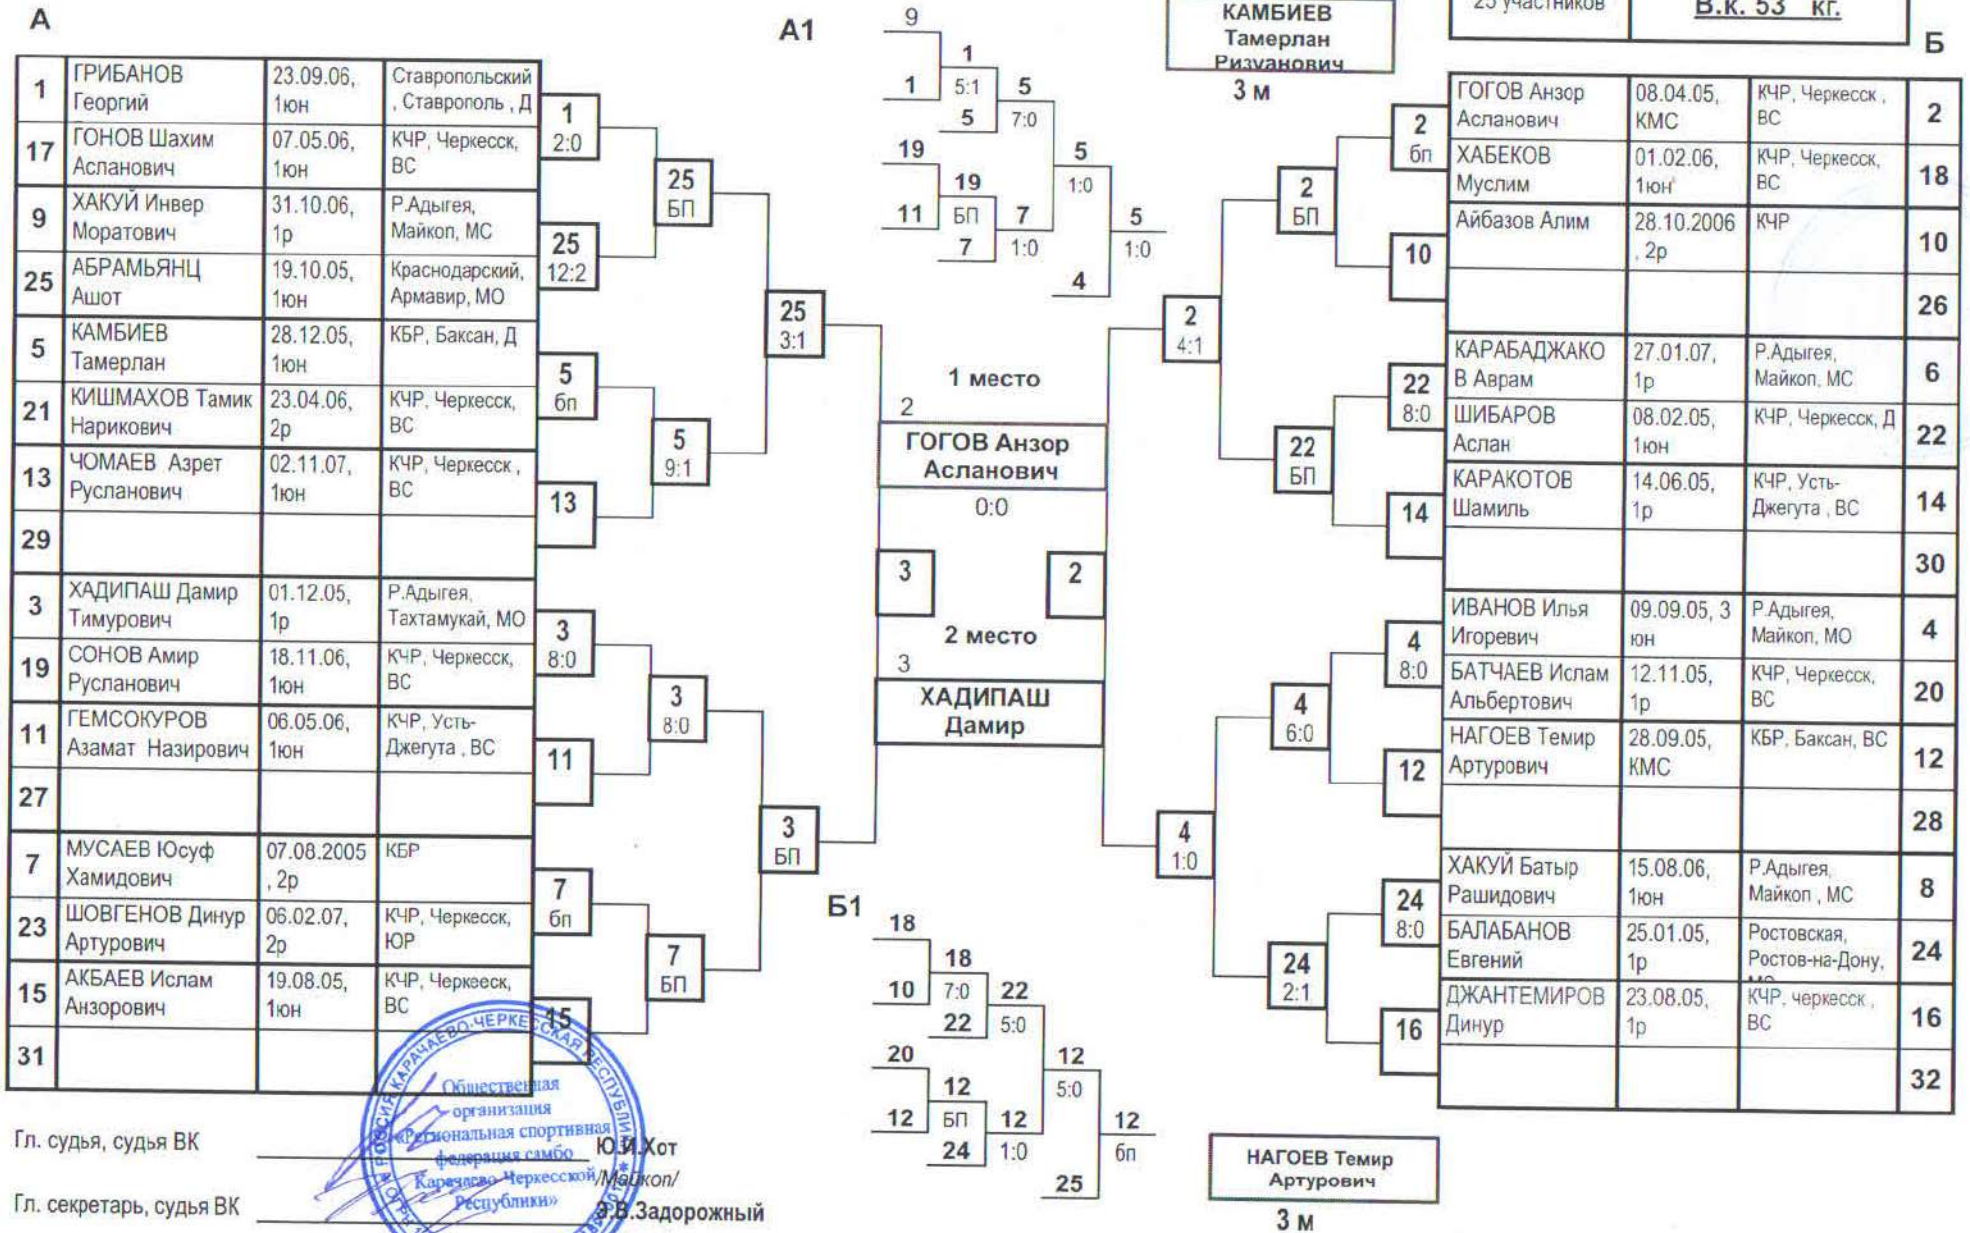 А
А1
КАМБИЕВ
Тамерлан
Ризуанович
3 м
25 участников
В.к. 53 кг.
Б
1 ГРИБАНОВ Георгий 23.09.06, 1юн Ставропольский , Ставрополь , Д
17 ГОНОВ Шахим Асланович 07.05.06, 1юн КЧР, Черкесск, ВС
9 ХАКУЙ Инвер Моратович 31.10.06, 1р Р.Адыгея, Майкоп, МС
25 АБРАМЬЯНЦ Ашот 19.10.05, 1юн Краснодарский, Армавир, МО
5 КАМБИЕВ Тамерлан 28.12.05, 1юн КБР, Баксан, Д
21 КИШМАХОВ Тамик Нарикович 23.04.06, 2р КЧР, Черкесск, ВС
13 ЧОМАЕВ Азрет Русланович 02.11.07, 1юн КЧР, Черкесск , ВС
29
3 ХАДИПАШ Дамир Тимурович 01.12.05, 1р Р.Адыгея, Тахтамукай, МО
19 СОНОВ Амир Русланович 18.11.06, 1юн КЧР, Черкесск, ВС
11 ГЕМСОКУРОВ Азамат Назирович 06.05.06, 1юн КЧР, Усть-Джегута , ВС
27
7 МУСАЕВ Юсуф Хамидович 07.08.2005 , 2р КБР
23 ШОВГЕНОВ Динур Артурович 06.02.07, 2р КЧР, Черкесск, ЮР
15 АКБАЕВ Ислам Анзорович 19.08.05, 1юн КЧР, Черкесск, ВС
31
1 2:0
25 12:2
5 бп
13
3 8:0
11
7 бп
15
25 БП
5 9:1
3 8:0
7 БП
25 3:1
3 БП
9
1
1 5:1
5
5 7:0
19
11
19 БП
7
7 1:0
5 1:0
4
5 1:0
1 место
2
ГОГОВ Анзор
Асланович
0:0
3
2
2 место
3
ХАДИПАШ
Дамир
Б1
18
10
18 7:0
22
22 5:0
20
12
12 БП
24
12 1:0
12 5:0
25
12 бп
2 4:1
4 1:0
2 БП
22 БП
4 6:0
24 2:1
2 бп
10
22 8:0
14
4 8:0
12
24 8:0
16
ГОГОВ Анзор Асланович 08.04.05, КМС КЧР, Черкесск , ВС 2
ХАБЕКОВ Муслим 01.02.06, 1юн КЧР, Черкесск, ВС 18
Айбазов Алим 28.10.2006 , 2р КЧР 10
26
КАРАБАДЖАКО В Аврам 27.01.07, 1р Р.Адыгея, Майкоп, МС 6
ШИБАРОВ Аслан 08.02.05, 1юн КЧР, Черкесск, Д 22
КАРАКОТОВ Шамиль 14.06.05, 1р КЧР, Усть-Джегута , ВС 14
30
ИВАНОВ Илья Игоревич 09.09.05, 3 юн Р.Адыгея, Майкоп, МО 4
БАТЧАЕВ Ислам Альбертович 12.11.05, 1р КЧР, Черкесск, ВС 20
НАГОЕВ Темир Артурович 28.09.05, КМС КБР, Баксан, ВС 12
28
ХАКУЙ Батыр Рашидович 15.08.06, 1юн Р.Адыгея, Майкоп , МС 8
БАЛАБАНОВ Евгений 25.01.05, 1р Ростовская, Ростов-на-Дону, 24
ДЖАНТЕМИРОВ Динур 23.08.05, 1р КЧР, черкесск , ВС 16
32
НАГОЕВ Темир
Артурович
3 м
Гл. судья, судья ВК
Ю.И.Хот
/Майкоп/
Гл. секретарь, судья ВК
Э.В.Задорожный
РОССИЯ КАРАЧАЕВО-ЧЕРКЕССКАЯ РЕСПУБЛИКА
Общественная
организация
«Региональная спортивная
федерация самбо
Карачаево-Черкесской
Республики»